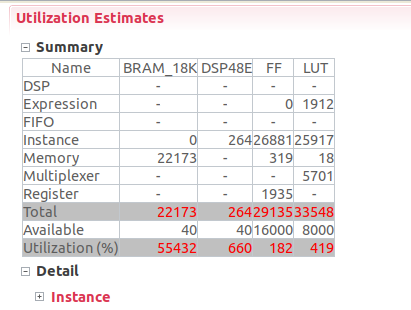 Utilization Estimates
Summary
Name BRAM_18K DSP48E FF LUT
DSP - - - -
Expression - - 0 1912
FIFO - - - -
Instance 0 264 26881 25917
Memory 22173 - 319 18
Multiplexer - - - 5701
Register - - 1935 -
Total 22173 264 29135 33548
Available 40 40 16000 8000
Utilization (%) 55432 660 182 419
Detail
Instance